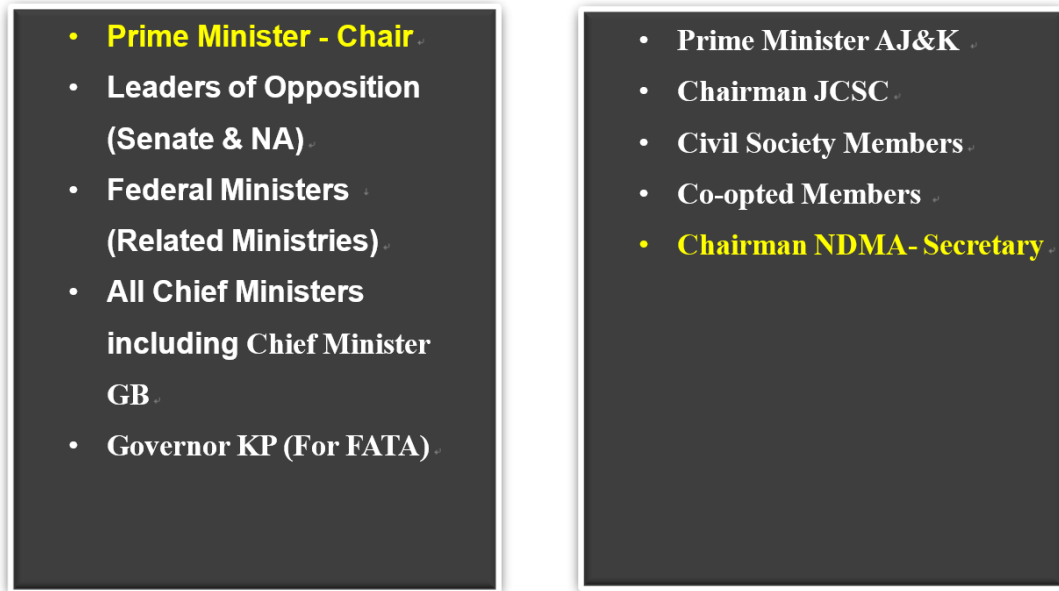 • Prime Minister - Chair
• Leaders of Opposition
(Senate & NA)
• Federal Ministers
(Related Ministries)
• All Chief Ministers
including Chief Minister
GB
• Governor KP (For FATA)
• Prime Minister AJ&K
• Chairman JCSC
• Civil Society Members
• Co-opted Members
• Chairman NDMA- Secretary